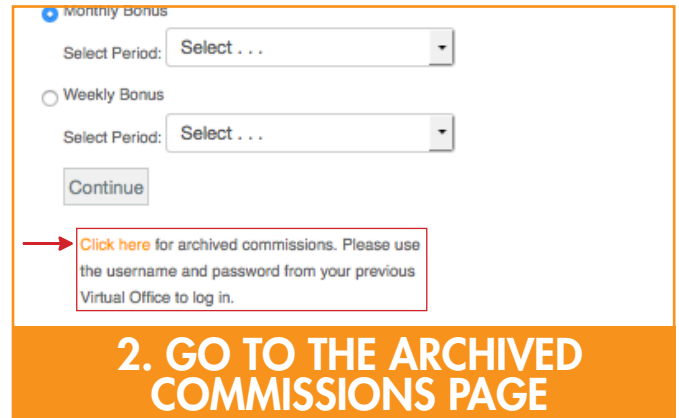 Monthly Bonus
Select Period: Select . . .
Weekly Bonus
Select Period: Select . . .
Continue
Click here for archived commissions. Please use
the username and password from your previous
Virtual Office to log in.
2. GO TO THE ARCHIVED
COMMISSIONS PAGE